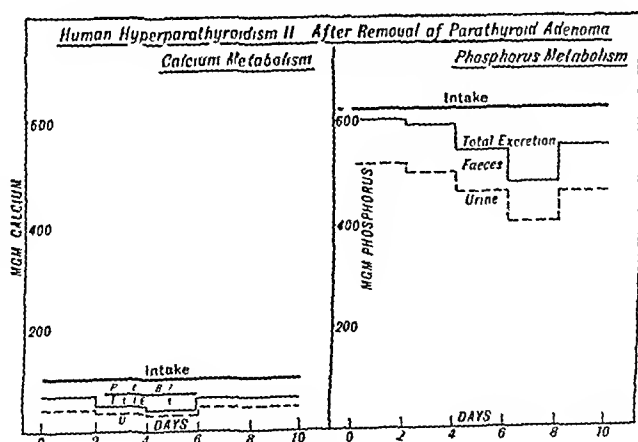 Human Hyperparathyroidism II After Removal of Parathyroid Adenoma
Calcium Metabolism
Phosphorus Metabolism
Intake
600
400
200
MGM CALCIUM
Intake
0 2 4 6 8 10
DAYS
600
Total Excretion
Faeces
Urine
400
200
MGM PHOSPHORUS
0 2 4 6 8 10
DAYS